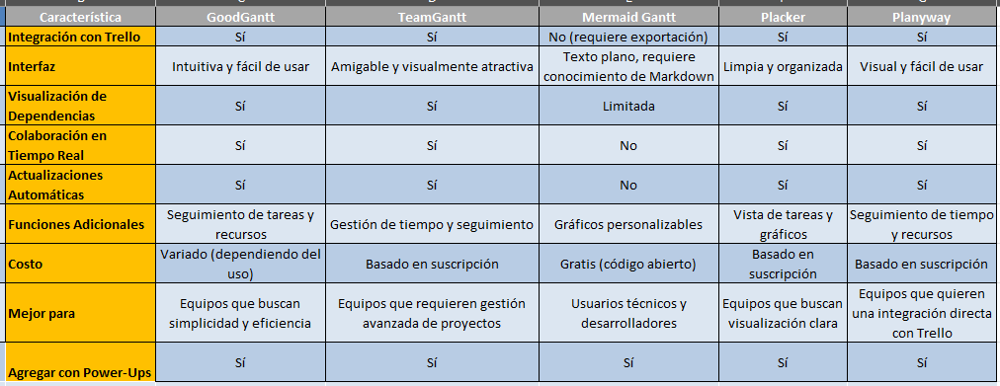 Característica GoodGantt TeamGantt Mermaid Gantt Placker Planyway
Integración con Trello Sí Sí No (requiere exportación) Sí Sí
Interfaz Intuitiva y fácil de usar Amigable y visualmente atractiva Texto plano, requiere conocimiento de Markdown Limpia y organizada Visual y fácil de usar
Visualización de Dependencias Sí Sí Limitada Sí Sí
Colaboración en Tiempo Real Sí Sí No Sí Sí
Actualizaciones Automáticas Sí Sí No Sí Sí
Funciones Adicionales Seguimiento de tareas y recursos Gestión de tiempo y seguimiento Gráficos personalizables Vista de tareas y gráficos Seguimiento de tiempo y recursos
Costo Variado (dependiendo del uso) Basado en suscripción Gratis (código abierto) Basado en suscripción Basado en suscripción
Mejor para Equipos que buscan simplicidad y eficiencia Equipos que requieren gestión avanzada de proyectos Usuarios técnicos y desarrolladores Equipos que buscan visualización clara Equipos que quieren una integración directa con Trello
Agregar con Power-Ups Sí Sí Sí Sí Sí